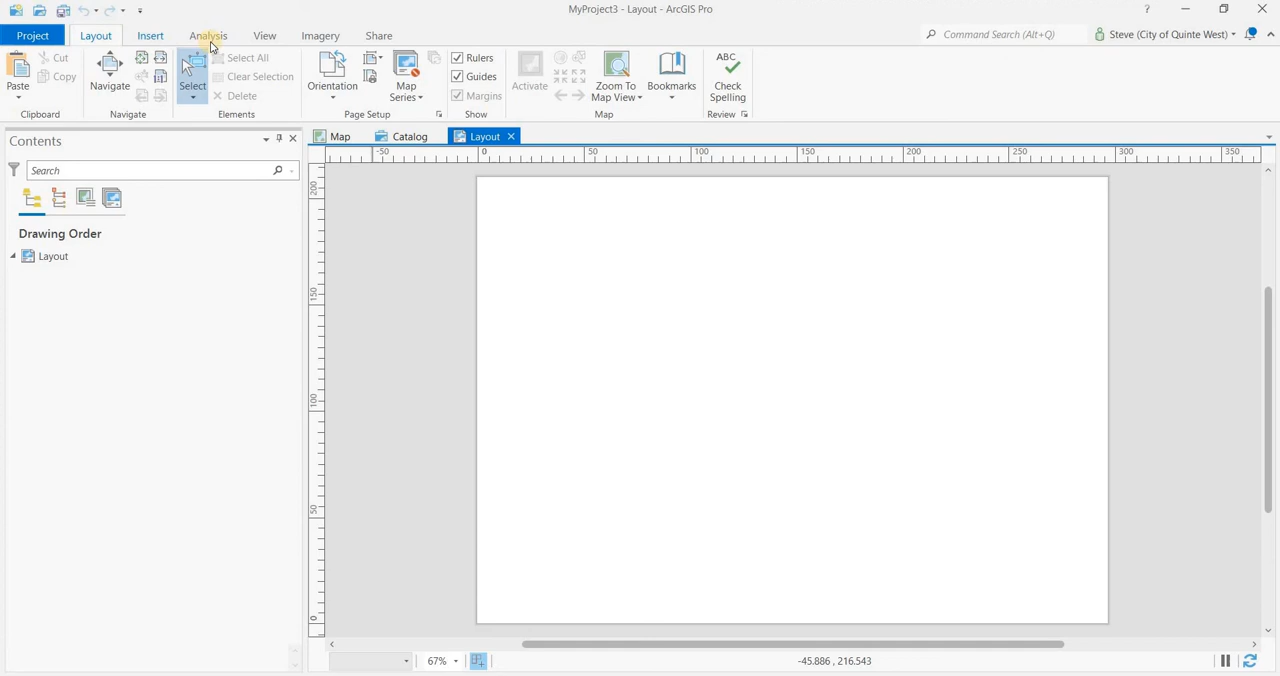 MyProject3 - Layout - ArcGIS Pro
?
Project Layout Insert Analysis View Imagery Share
Command Search (Alt+Q)
Steve (City of Quinte West)
Paste
Cut
Copy
Clipboard
Navigate
Navigate
Select
Select All
Clear Selection
Delete
Elements
Orientation
Map
Series
Page Setup
Rulers
Guides
Margins
Show
Activate
Zoom To
Map View
Bookmarks
Map
ABC
Check
Spelling
Review
Contents
Search
Drawing Order
Layout
Map Catalog Layout
-50 0 50 100 150 200 250 300 350
200
150
100
50
0
67%
-45.886 , 216.543